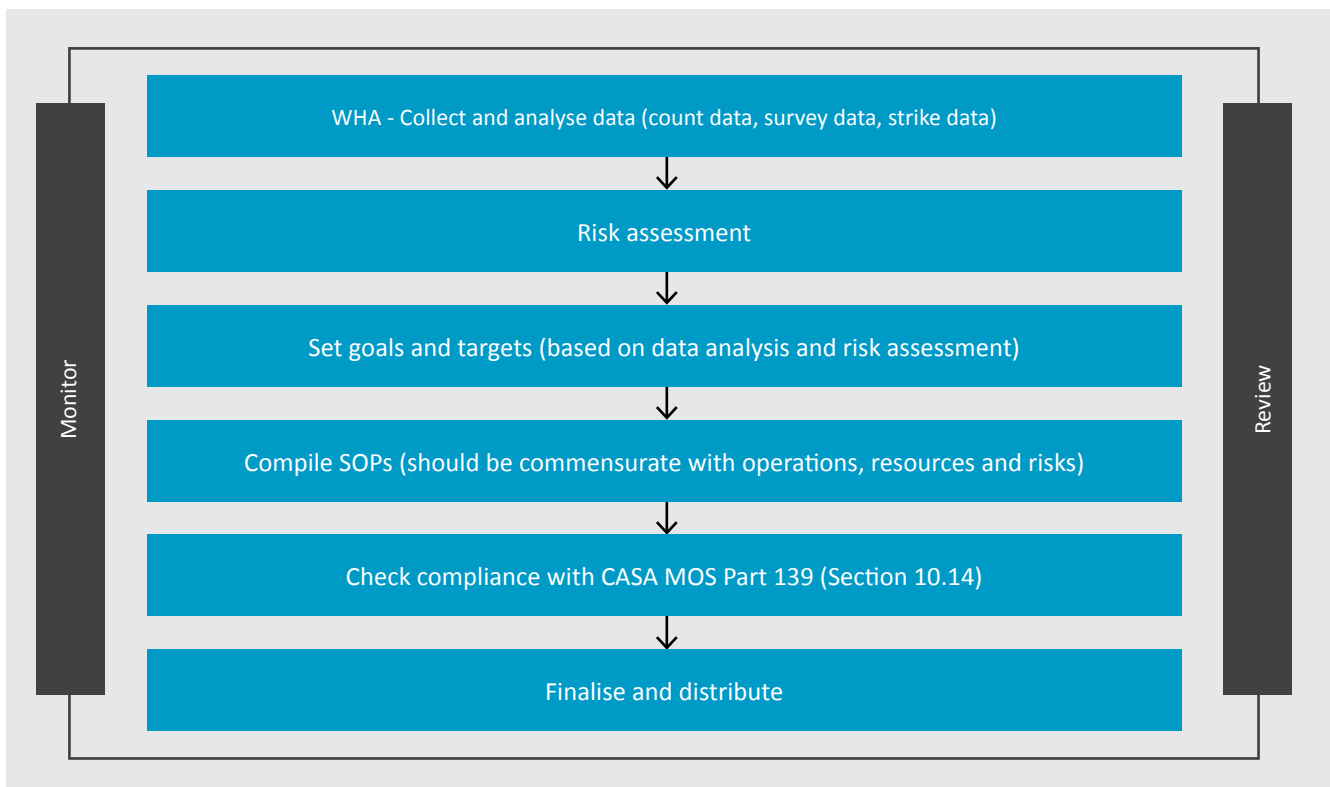 WHA - Collect and analyse data (count data, survey data, strike data)
Risk assessment
Set goals and targets (based on data analysis and risk assessment)
Compile SOPs (should be commensurate with operations, resources and risks)
Check compliance with CASA MOS Part 139 (Section 10.14)
Finalise and distribute
Monitor
Review